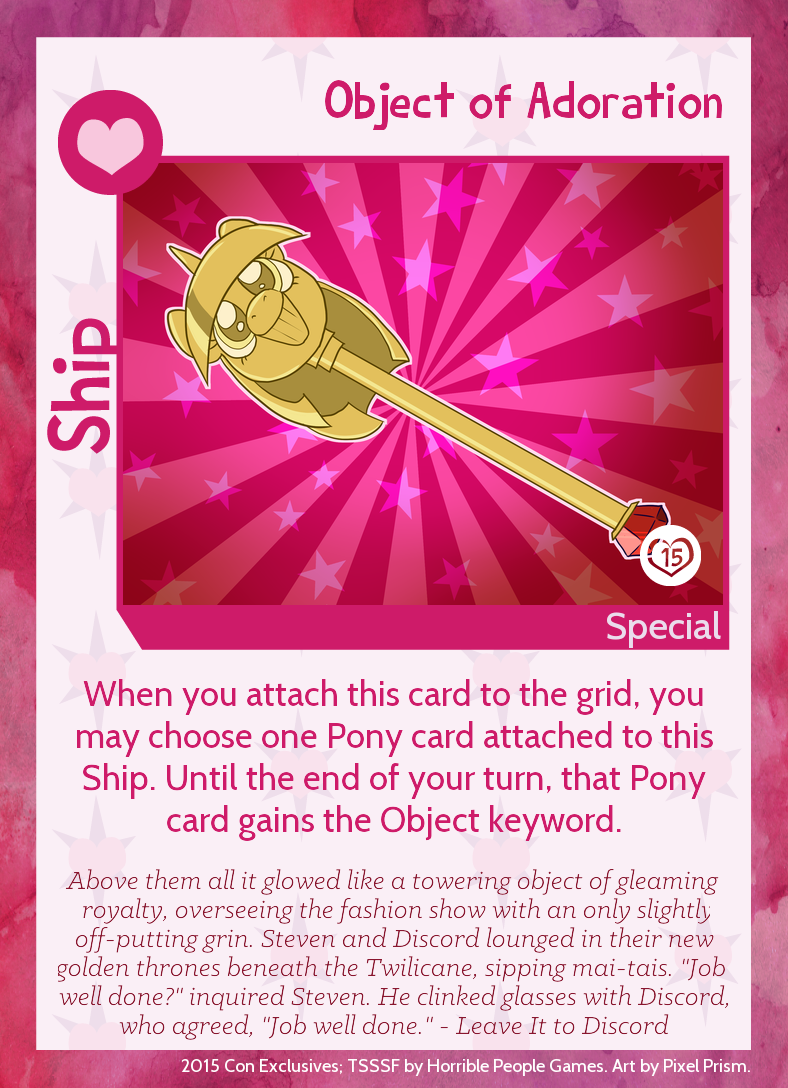 Object of Adoration
Ship
15
Special
When you attach this card to the grid, you
may choose one Pony card attached to this
Ship. Until the end of your turn, that Pony
card gains the Object keyword.
Above them all it glowed like a towering object of gleaming
royalty, overseeing the fashion show with an only slightly
off-putting grin. Steven and Discord lounged in their new
golden thrones beneath the Twilicane, sipping mai-tais. "Job
well done?" inquired Steven. He clinked glasses with Discord,
who agreed, "Job well done." - Leave It to Discord
2015 Con Exclusives; TSSSF by Horrible People Games. Art by Pixel Prism.